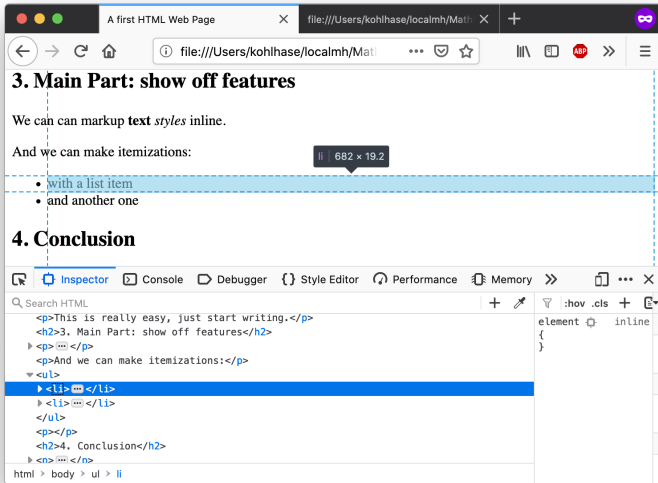 A first HTML Web Page
file:///Users/kohlhase/localmh/Mat
file:///Users/kohlhase/localmh/Mat
ABP
3. Main Part: show off features
We can can markup text styles inline.
And we can make itemizations:
li 682 × 19.2
with a list item
and another one
4. Conclusion
Inspector Console Debugger {} Style Editor Performance Memory
Search HTML
:hov .cls
<p>This is really easy, just start writing.</p>
<h2>3. Main Part: show off features</h2>
<p>…</p>
<p>And we can make itemizations:</p>
<ul>
<li>…</li>
<li>…</li>
</ul>
<p></p>
<h2>4. Conclusion</h2>
<p>…</p>
element inline
{
}
html > body > ul > li